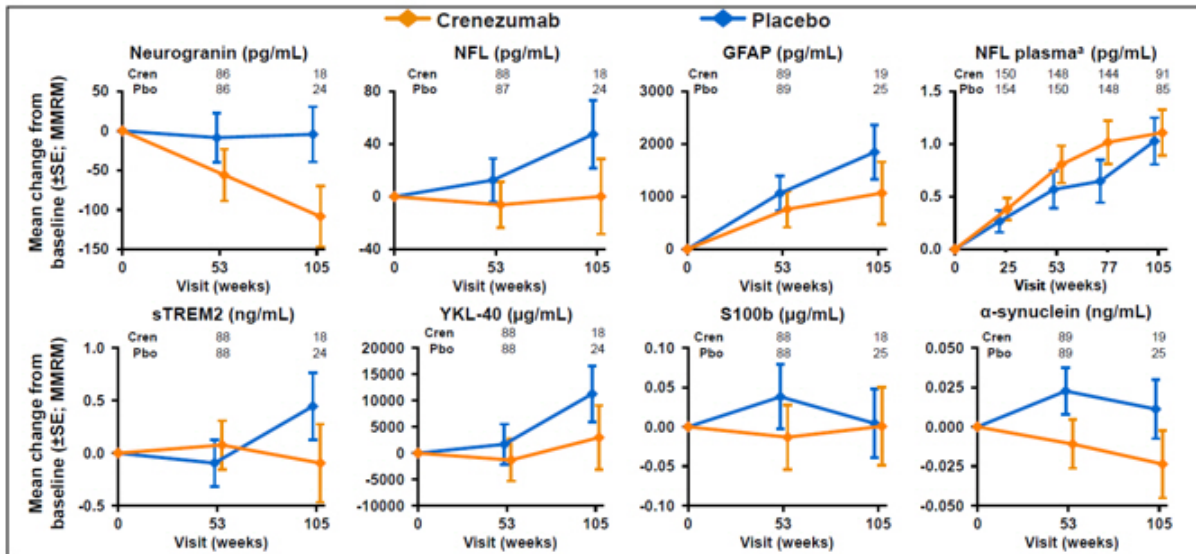 Crenezumab Placebo
Neurogranin (pg/mL) NFL (pg/mL) GFAP (pg/mL) NFL plasma³ (pg/mL)
Cren 86 18 Cren 88 18 Cren 89 19 Cren 150 148 144 91
Pbo 86 24 Pbo 87 24 Pbo 89 25 Pbo 154 150 148 85
Mean change from
baseline (±SE; MMRM)
50 0 -50 -100 -150
80 40 0 -40
3000 2000 1000 0
1.5 1.0 0.5 0.0
0 53 105 0 53 105 0 53 105 0 25 53 77 105
Visit (weeks) Visit (weeks) Visit (weeks) Visit (weeks)
sTREM2 (ng/mL) YKL-40 (µg/mL) S100b (µg/mL) α-synuclein (ng/mL)
Cren 88 18 Cren 88 18 Cren 88 18 Cren 89 19
Pbo 88 24 Pbo 88 24 Pbo 88 25 Pbo 89 25
Mean change from
baseline (±SE; MMRM)
1.0 0.5 0.0 -0.5
20000 15000 10000 5000 0 -5000 -10000
0.10 0.05 0.00 -0.05 -0.10
0.050 0.025 0.000 -0.025 -0.050
0 53 105 0 53 105 0 53 105 0 53 105
Visit (weeks) Visit (weeks) Visit (weeks) Visit (weeks)